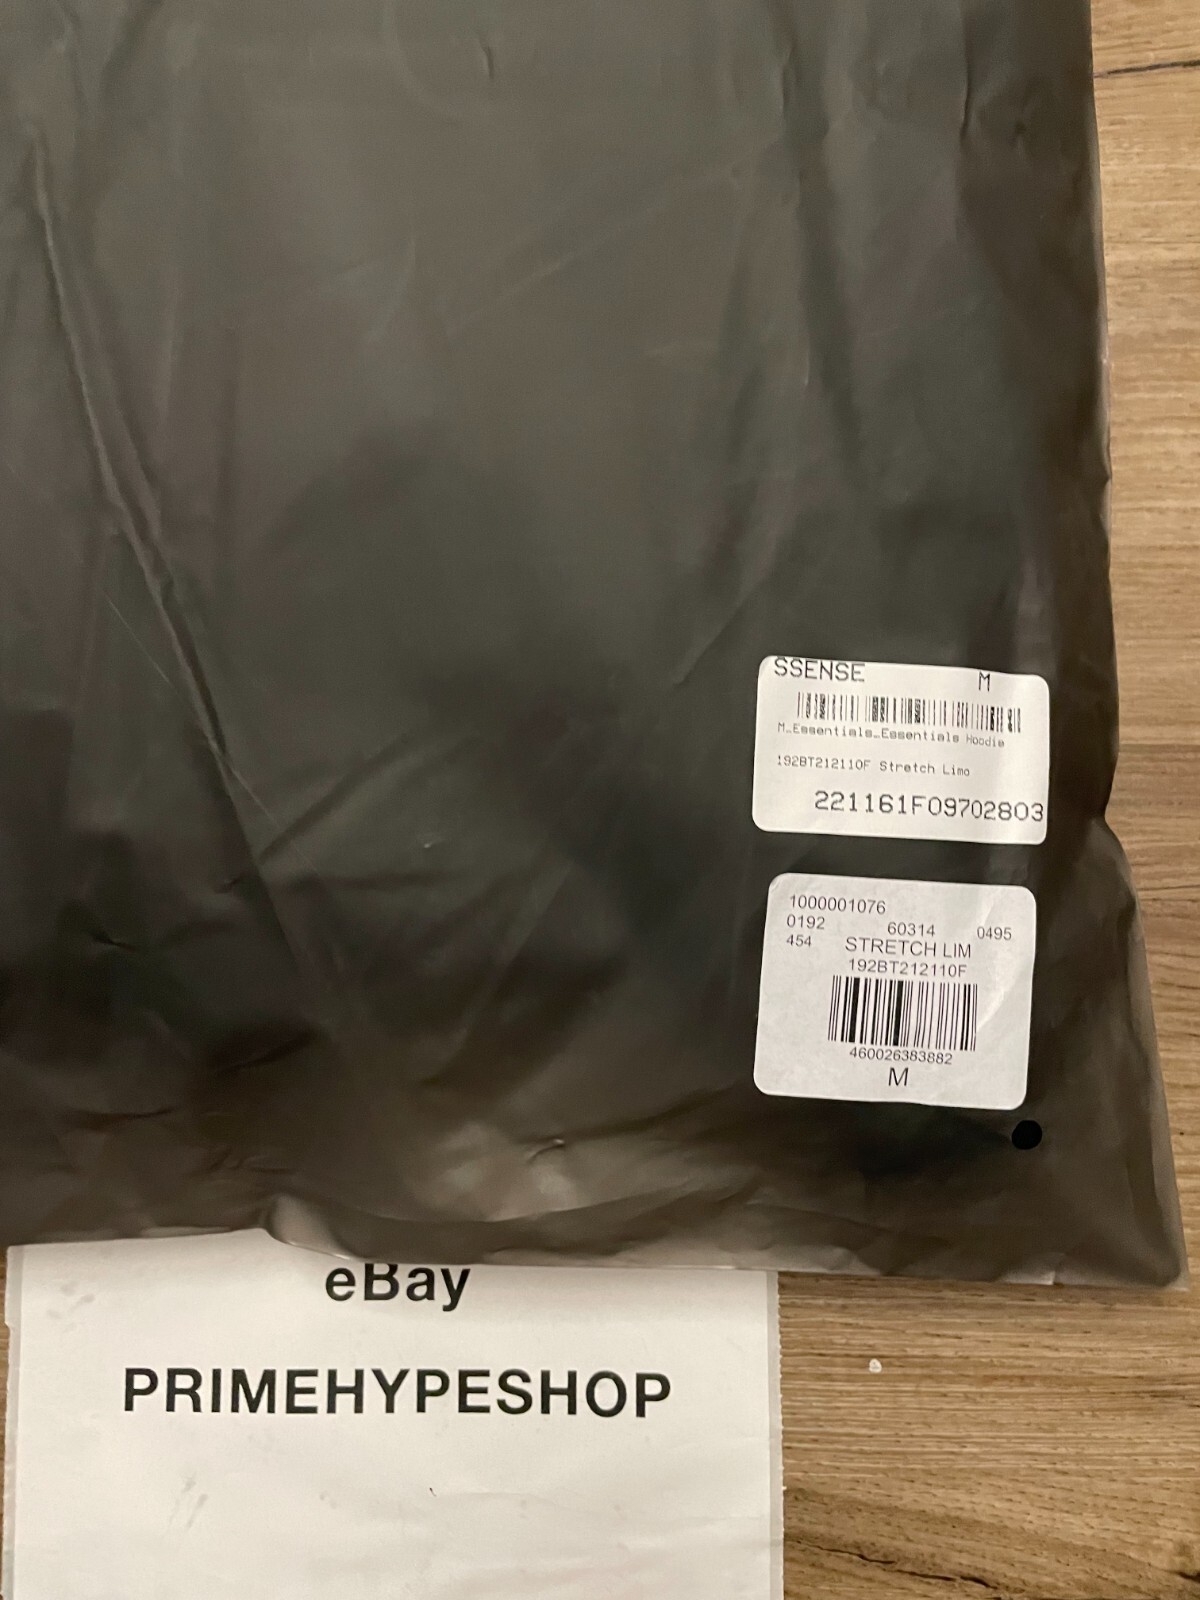 SSENSE M
M_Essentials_Essentials Hoodie
192BT212110F Stretch Limo
221161F09702803
1000001076
0192 60314 0495
454 STRETCH LIM
192BT212110F
460026383882
M
eBay
PRIMEHYPESHOP